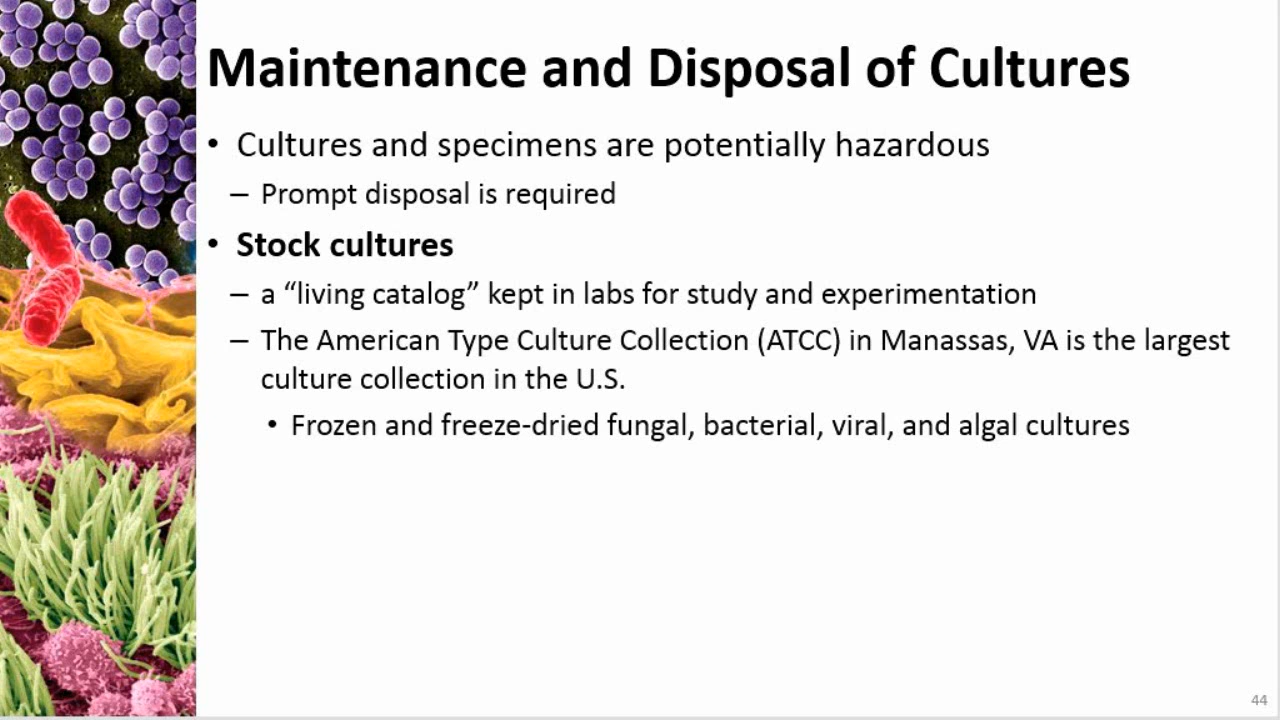 Maintenance and Disposal of Cultures
• Cultures and specimens are potentially hazardous
– Prompt disposal is required
• Stock cultures
– a “living catalog” kept in labs for study and experimentation
– The American Type Culture Collection (ATCC) in Manassas, VA is the largest
culture collection in the U.S.
• Frozen and freeze-dried fungal, bacterial, viral, and algal cultures
44